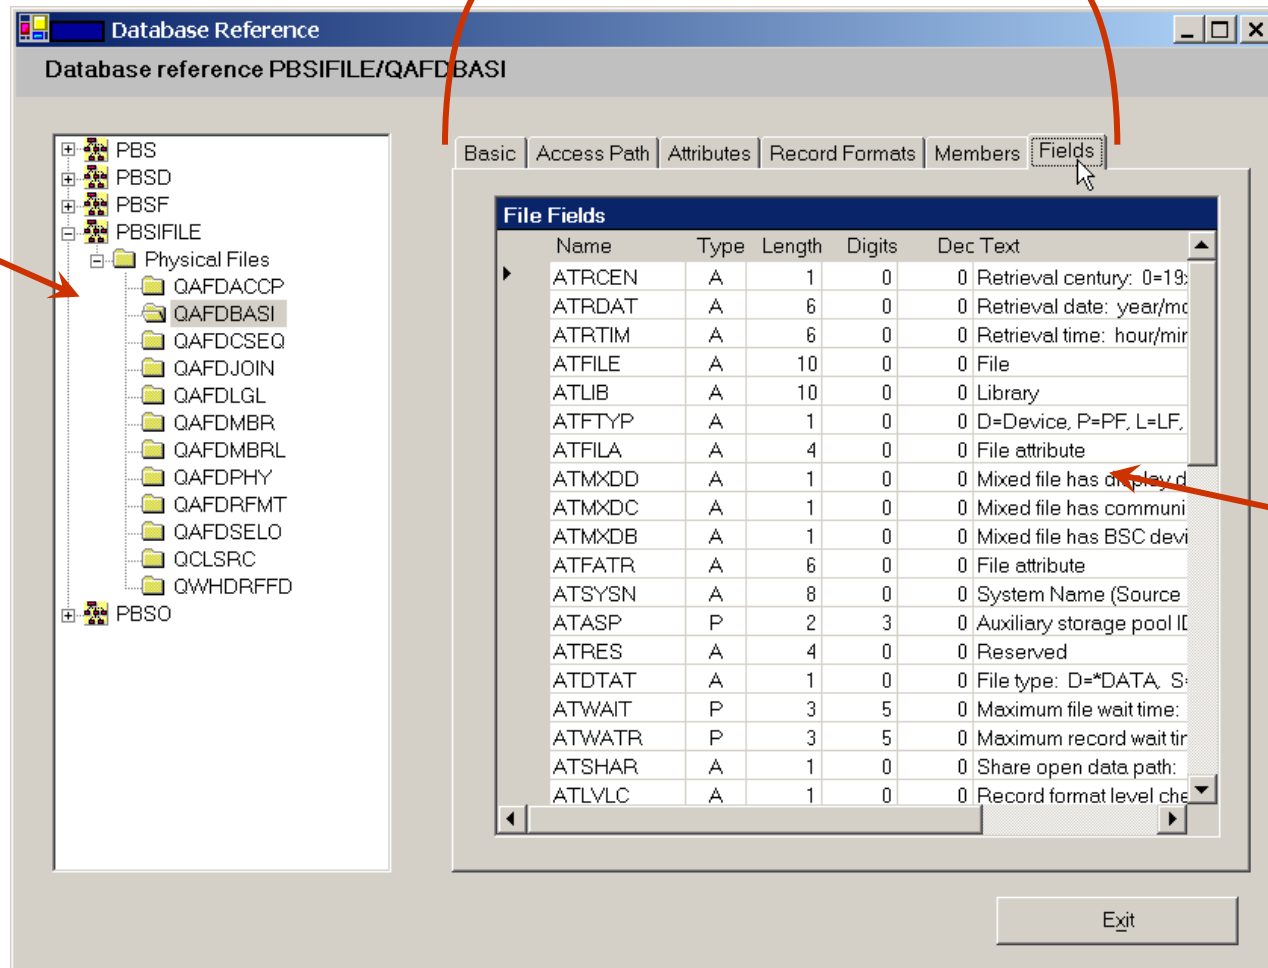 Database Reference
Database reference PBSIFILE/QAFDBASI
PBS
PBSD
PBSF
PBSIFILE
Physical Files
QAFDACCP
QAFDBASI
QAFDCSEQ
QAFDJOIN
QAFDLGL
QAFDMBR
QAFDMBRL
QAFDPHY
QAFDRFMT
QAFDSELO
QCLSRC
QWHDRFFD
PBSO
Basic Access Path Attributes Record Formats Members Fields
File Fields
Name Type Length Digits Dec Text
ATRCEN A 1 0 0 Retrieval century: 0=19
ATRDAT A 6 0 0 Retrieval date: year/mo
ATRTIM A 6 0 0 Retrieval time: hour/min
ATFILE A 10 0 0 File
ATLIB A 10 0 0 Library
ATFTYP A 1 0 0 D=Device, P=PF, L=LF,
ATFILA A 4 0 0 File attribute
ATMXDD A 1 0 0 Mixed file has display d
ATMXDC A 1 0 0 Mixed file has communi
ATMXDB A 1 0 0 Mixed file has BSC devi
ATFATR A 6 0 0 File attribute
ATSYSN A 8 0 0 System Name (Source
ATASP P 2 3 0 Auxiliary storage pool ID
ATRES A 4 0 0 Reserved
ATDTAT A 1 0 0 File type: D=*DATA, S=
ATWAIT P 3 5 0 Maximum file wait time:
ATWATR P 3 5 0 Maximum record wait tim
ATSHAR A 1 0 0 Share open data path:
ATLVLC A 1 0 0 Record format level che
Exit